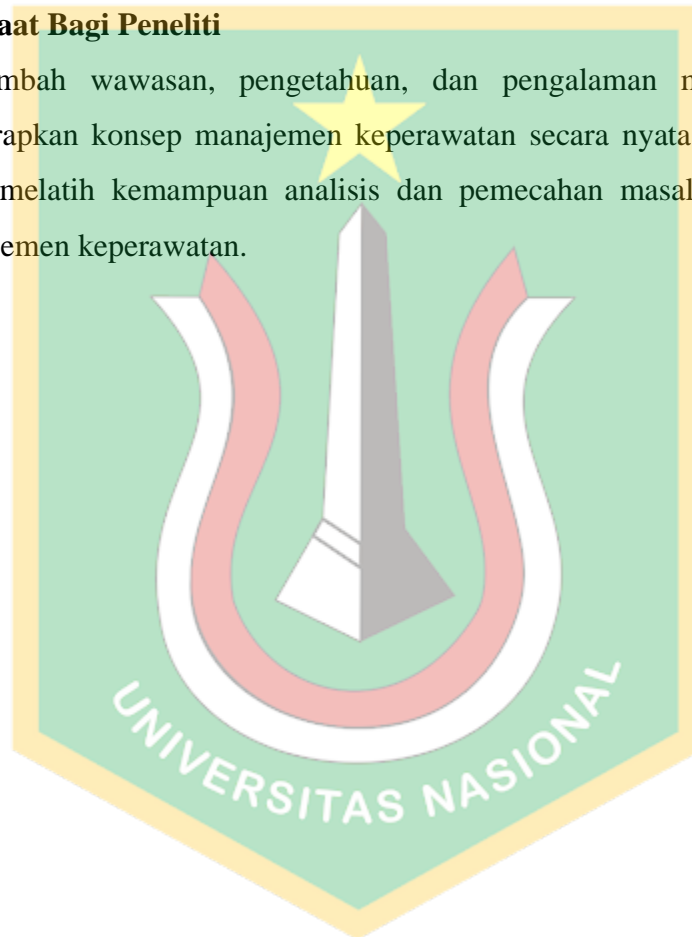 aat Bagi Peneliti
mbah wawasan, pengetahuan, dan pengalaman
rapkan konsep manajemen keperawatan secara nyata
melatih kemampuan analisis dan pemecahan masal
emen keperawatan.
UNIVERSITAS NASIONAL